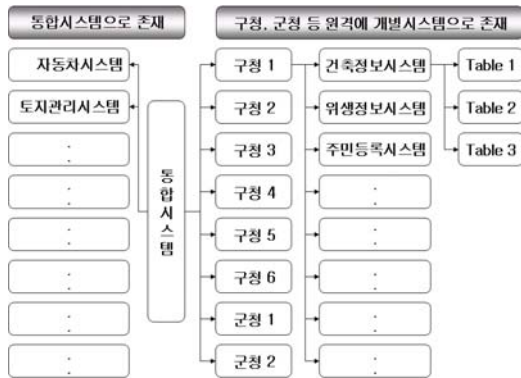 통합시스템으로 존재
구청, 군청 등 원격에 개별시스템으로 존재
자동차시스템
구청 1
건축정보시스템
Table 1
토지관리시스템
구청 2
위생정보시스템
Table 2
:
구청 3
주민등록시스템
Table 3
:
통합시스템
구청 4
:
:
구청 5
:
:
구청 6
:
:
군청 1
:
:
군청 2
: